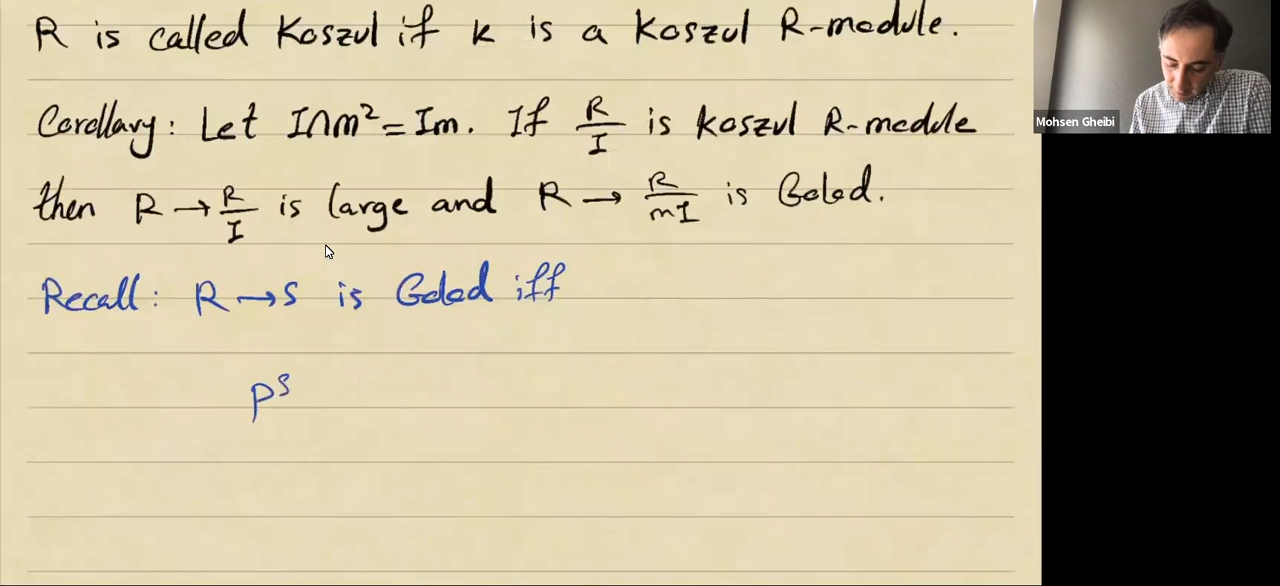 R is called Koszul if k is a Koszul R-module.
Corollary: Let I∩m² = Im. If R/I is Koszul R-module
then R → R/I is large and R → R/mI is Golod.
Recall: R → S is Golod iff
P^S
Mohsen Gheibi